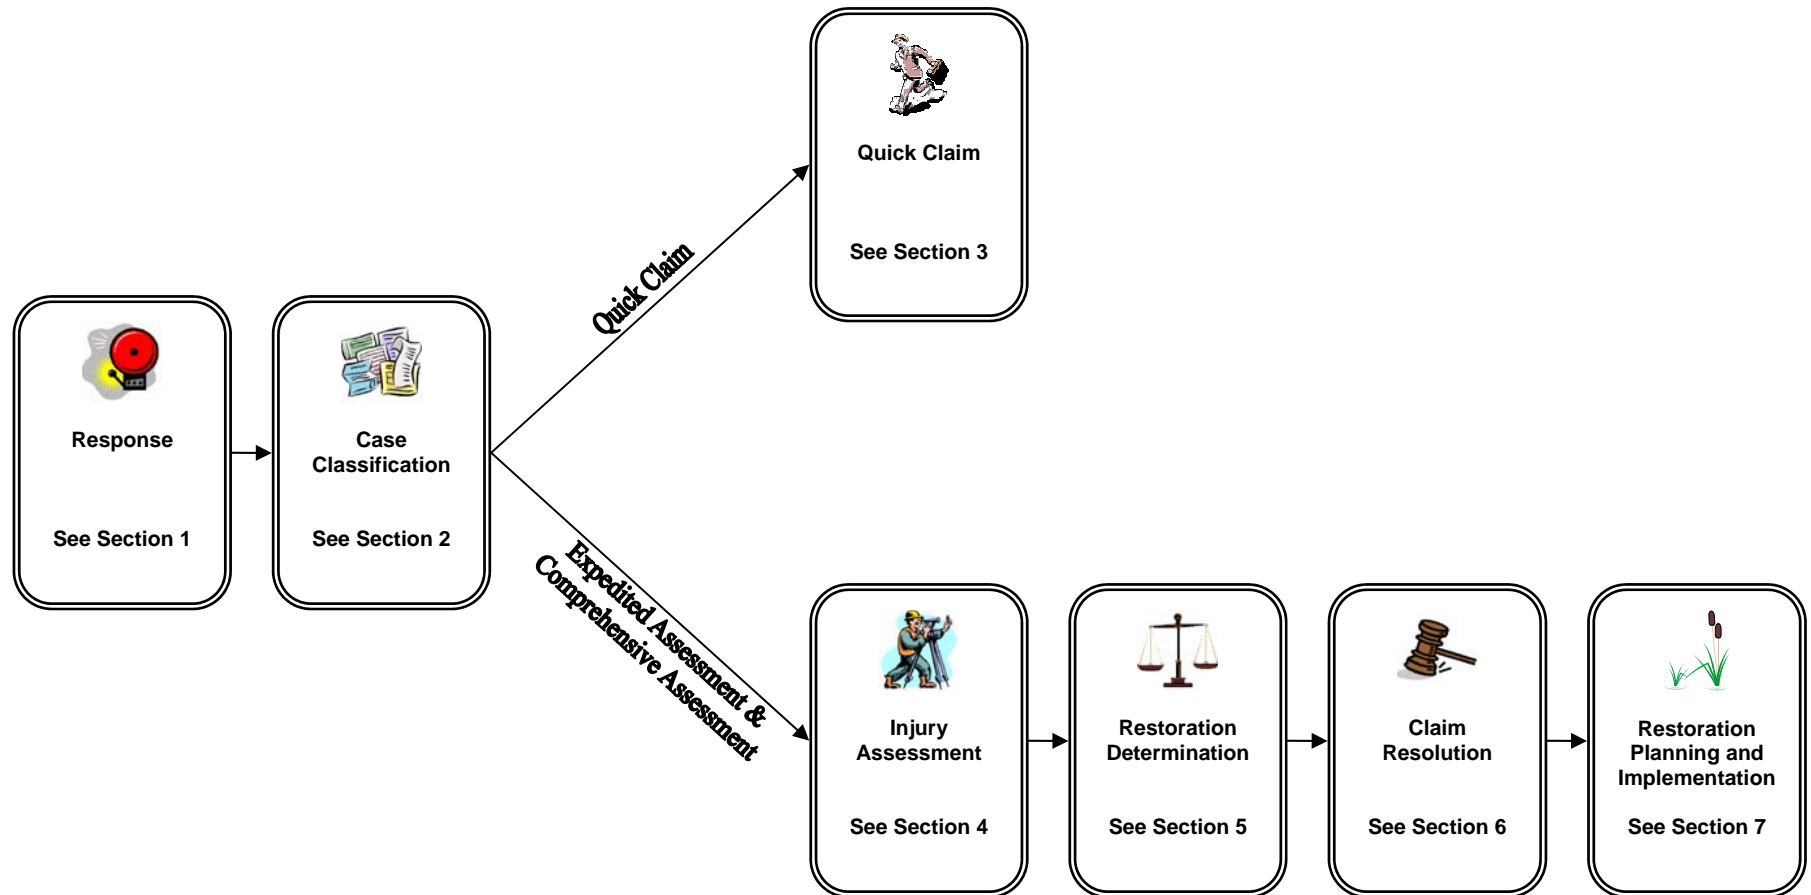 Quick Claim
See Section 3
Quick Claim
Response
See Section 1
Case
Classification
See Section 2
Expedited Assessment &
Comprehensive Assessment
Injury
Assessment
See Section 4
Restoration
Determination
See Section 5
Claim
Resolution
See Section 6
Restoration
Planning and
Implementation
See Section 7